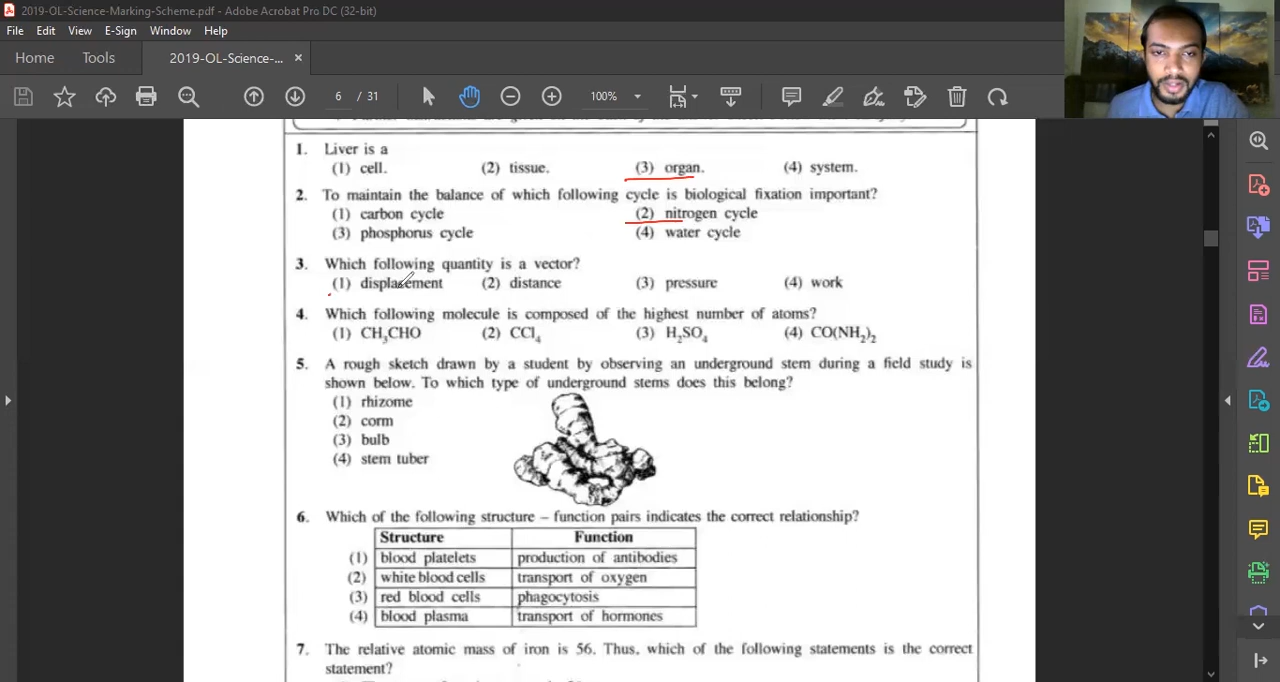 2019-OL-Science-Marking-Scheme.pdf - Adobe Acrobat Pro DC (32-bit)
File Edit View E-Sign Window Help
Home Tools 2019-OL-Science-... ×
6 / 31 100%
1. Liver is a
(1) cell. (2) tissue. (3) organ. (4) system.
2. To maintain the balance of which following cycle is biological fixation important?
(1) carbon cycle (2) nitrogen cycle
(3) phosphorus cycle (4) water cycle
3. Which following quantity is a vector?
(1) displacement (2) distance (3) pressure (4) work
4. Which following molecule is composed of the highest number of atoms?
(1) CH₃CHO (2) CCl₄ (3) H₂SO₄ (4) CO(NH₂)₂
5. A rough sketch drawn by a student by observing an underground stem during a field study is
shown below. To which type of underground stems does this belong?
(1) rhizome
(2) corm
(3) bulb
(4) stem tuber
6. Which of the following structure – function pairs indicates the correct relationship?
Structure Function
(1) blood platelets production of antibodies
(2) white blood cells transport of oxygen
(3) red blood cells phagocytosis
(4) blood plasma transport of hormones
7. The relative atomic mass of iron is 56. Thus, which of the following statements is the correct
statement?